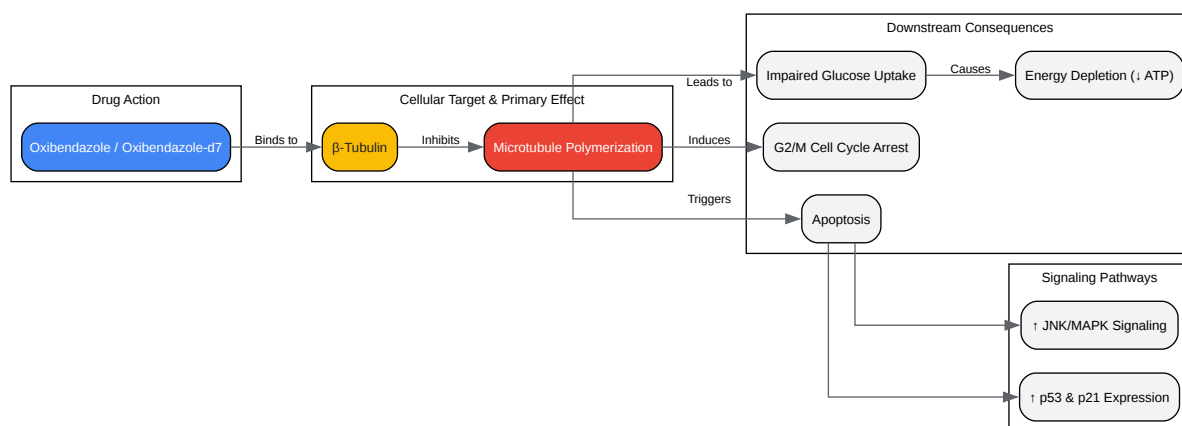 Downstream Consequences
Impaired Glucose Uptake
Causes
Energy Depletion (↓ ATP)
Leads to
Drug Action
Cellular Target & Primary Effect
Oxibendazole / Oxibendazole-d7
Binds to
β-Tubulin
Inhibits
Microtubule Polymerization
Induces
G2/M Cell Cycle Arrest
Triggers
Apoptosis
Signaling Pathways
↑ JNK/MAPK Signaling
↑ p53 & p21 Expression